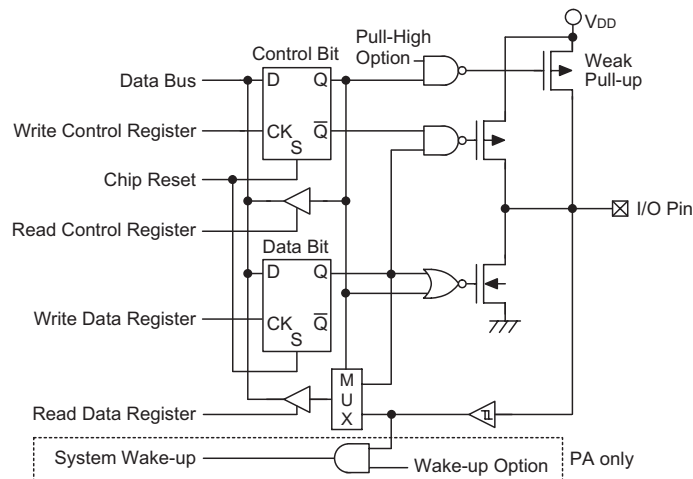 VDD
Pull-High
Option
Control Bit
Weak
Pull-up
Data Bus
D
Q
Write Control Register
CK
Q̅
S
Chip Reset
I/O Pin
Read Control Register
Data Bit
D
Q
Write Data Register
CK
Q̅
S
M
U
X
Read Data Register
System Wake-up
Wake-up Option
PA only